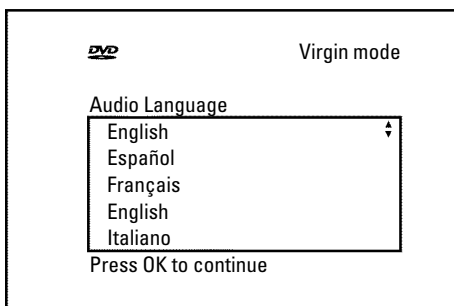 DVD Virgin mode
Audio Language
English
Español
Français
English
Italiano
Press OK to continue